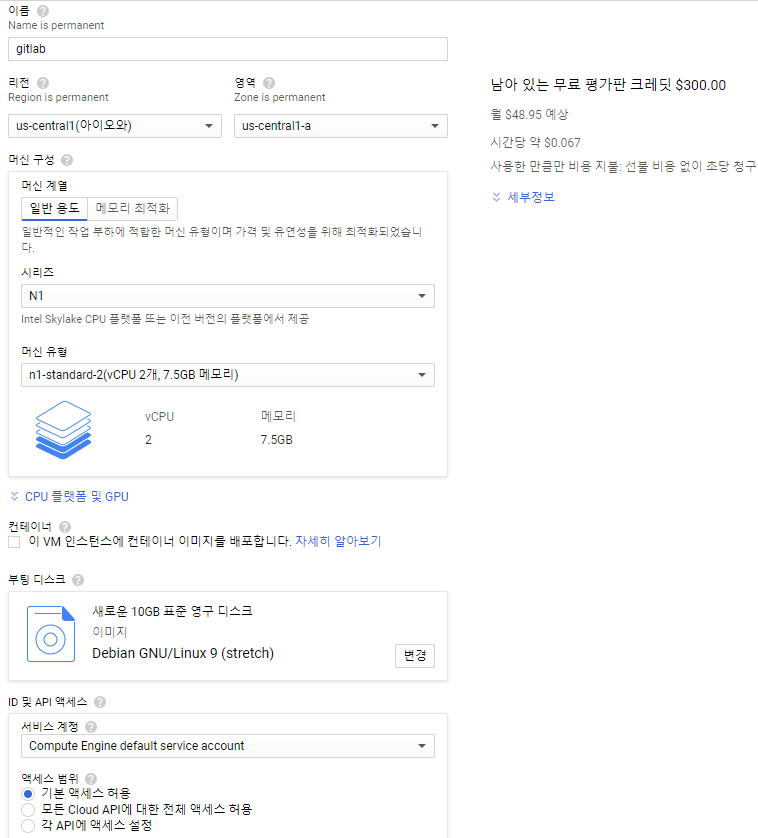 이름
Name is permanent
gitlab
리전
Region is permanent
us-central1(아이오와)
영역
Zone is permanent
us-central1-a
머신 구성
머신 계열
일반 용도
메모리 최적화
일반적인 작업 부하에 적합한 머신 유형이며 가격 및 유연성을 위해 최적화되었습니
다.
시리즈
N1
Intel Skylake CPU 플랫폼 또는 이전 버전의 플랫폼에서 제공
머신 유형
n1-standard-2(vCPU 2개, 7.5GB 메모리)
vCPU
메모리
2
7.5GB
CPU 플랫폼 및 GPU
컨테이너
이 VM 인스턴스에 컨테이너 이미지를 배포합니다. 자세히 알아보기
부팅 디스크
새로운 10GB 표준 영구 디스크
이미지
Debian GNU/Linux 9 (stretch)
변경
ID 및 API 액세스
서비스 계정
Compute Engine default service account
액세스 범위
기본 액세스 허용
모든 Cloud API에 대한 전체 액세스 허용
각 API에 액세스 설정
남아 있는 무료 평가판 크레딧 $300.00
월 $48.95 예상
시간당 약 $0.067
사용한 만큼만 비용 지불: 선불 비용 없이 초당 청구
세부정보